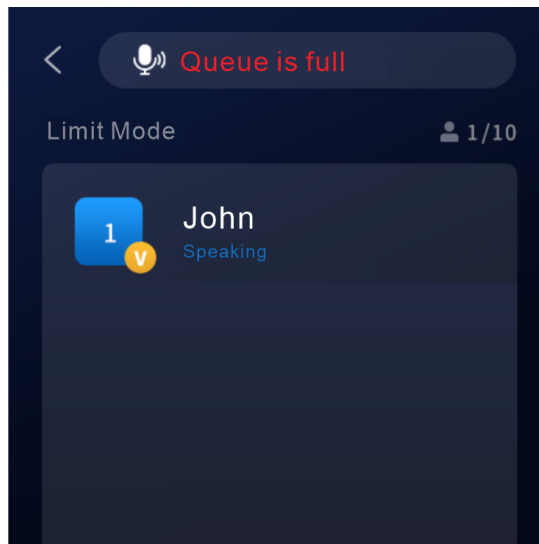 Queue is full
Limit Mode
1/10
1
V
John
Speaking